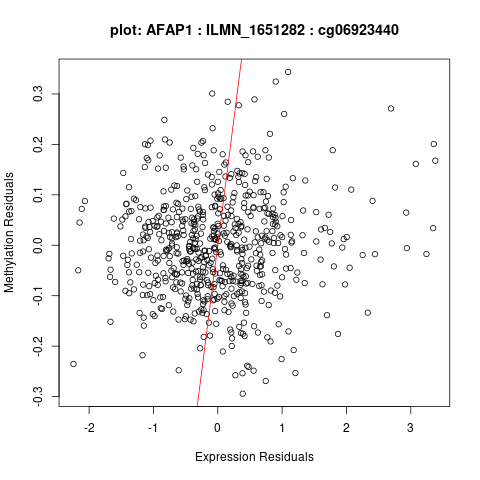 plot: AFAP1 : ILMN_1651282 : cg06923440
Methylation Residuals
0.3
0.2
0.1
0.0
-0.1
-0.2
-0.3
-2 -1 0 1 2 3
Expression Residuals